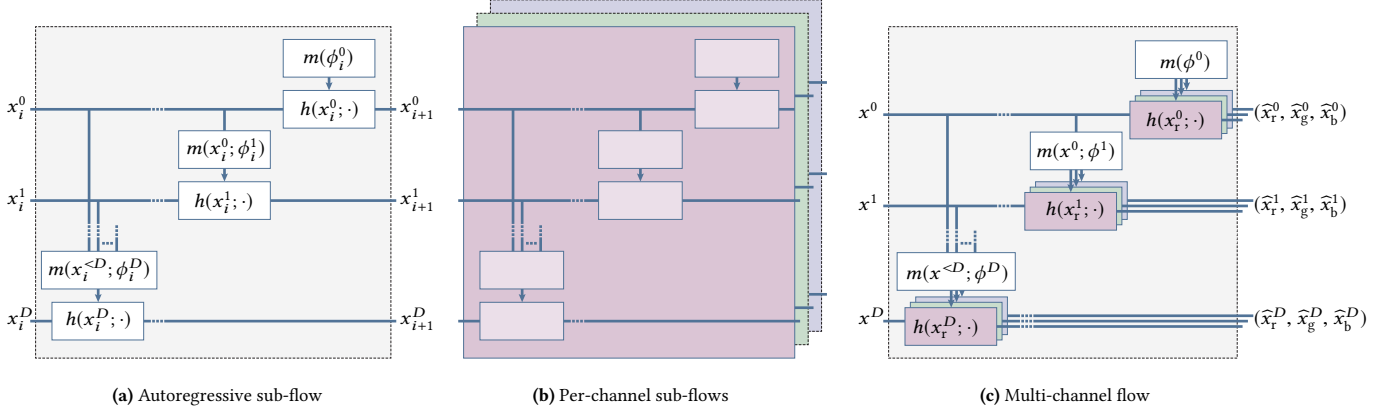 m(ϕ_i^0)
x_i^0
h(x_i^0; ·)
x_{i+1}^0
m(x_i^0; ϕ_i^1)
x_i^1
h(x_i^1; ·)
x_{i+1}^1
m(x_i^{<D}; ϕ_i^D)
x_i^D
h(x_i^D; ·)
x_{i+1}^D
(a) Autoregressive sub-flow
(b) Per-channel sub-flows
m(ϕ^0)
x^0
h(x_r^0; ·)
(x̂_r^0, x̂_g^0, x̂_b^0)
m(x^0; ϕ^1)
x^1
h(x_r^1; ·)
(x̂_r^1, x̂_g^1, x̂_b^1)
m(x^{<D}; ϕ^D)
x^D
h(x_r^D; ·)
(x̂_r^D, x̂_g^D, x̂_b^D)
(c) Multi-channel flow